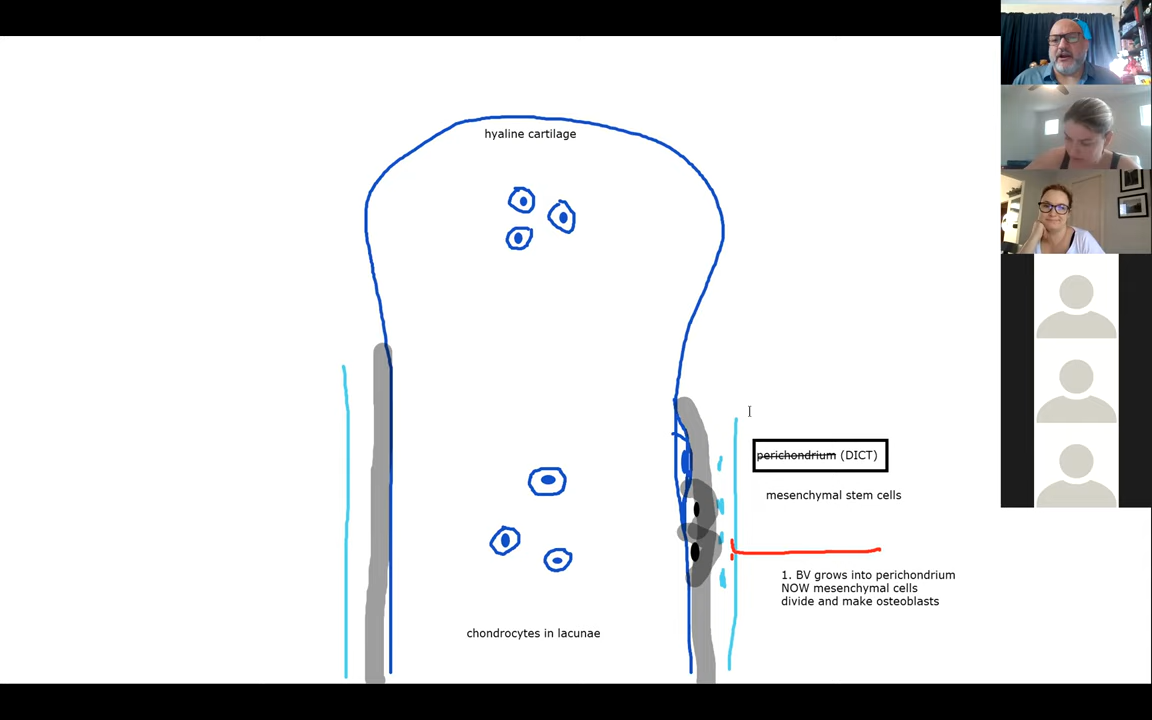 hyaline cartilage
perichondrium (DICT)
mesenchymal stem cells
1. BV grows into perichondrium
NOW mesenchymal cells
divide and make osteoblasts
chondrocytes in lacunae